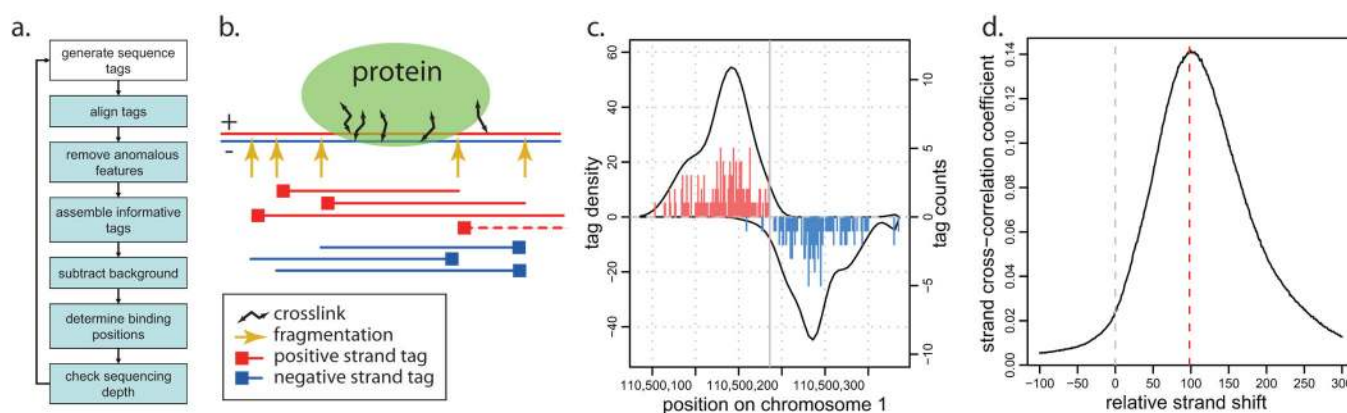 a.
generate sequence
tags
align tags
remove anomalous
features
assemble informative
tags
subtract background
determine binding
positions
check sequencing
depth
b.
protein
+
-
crosslink
fragmentation
positive strand tag
negative strand tag
c.
60
40
20
0
-20
-40
tag density
10
5
0
-5
-10
tag counts
110,500,100 110,500,200 110,500,300
position on chromosome 1
d.
0.14
0.12
0.10
0.08
0.06
0.04
0.02
0.00
strand cross-correlation coefficient
-100 -50 0 50 100 150 200 250 300
relative strand shift